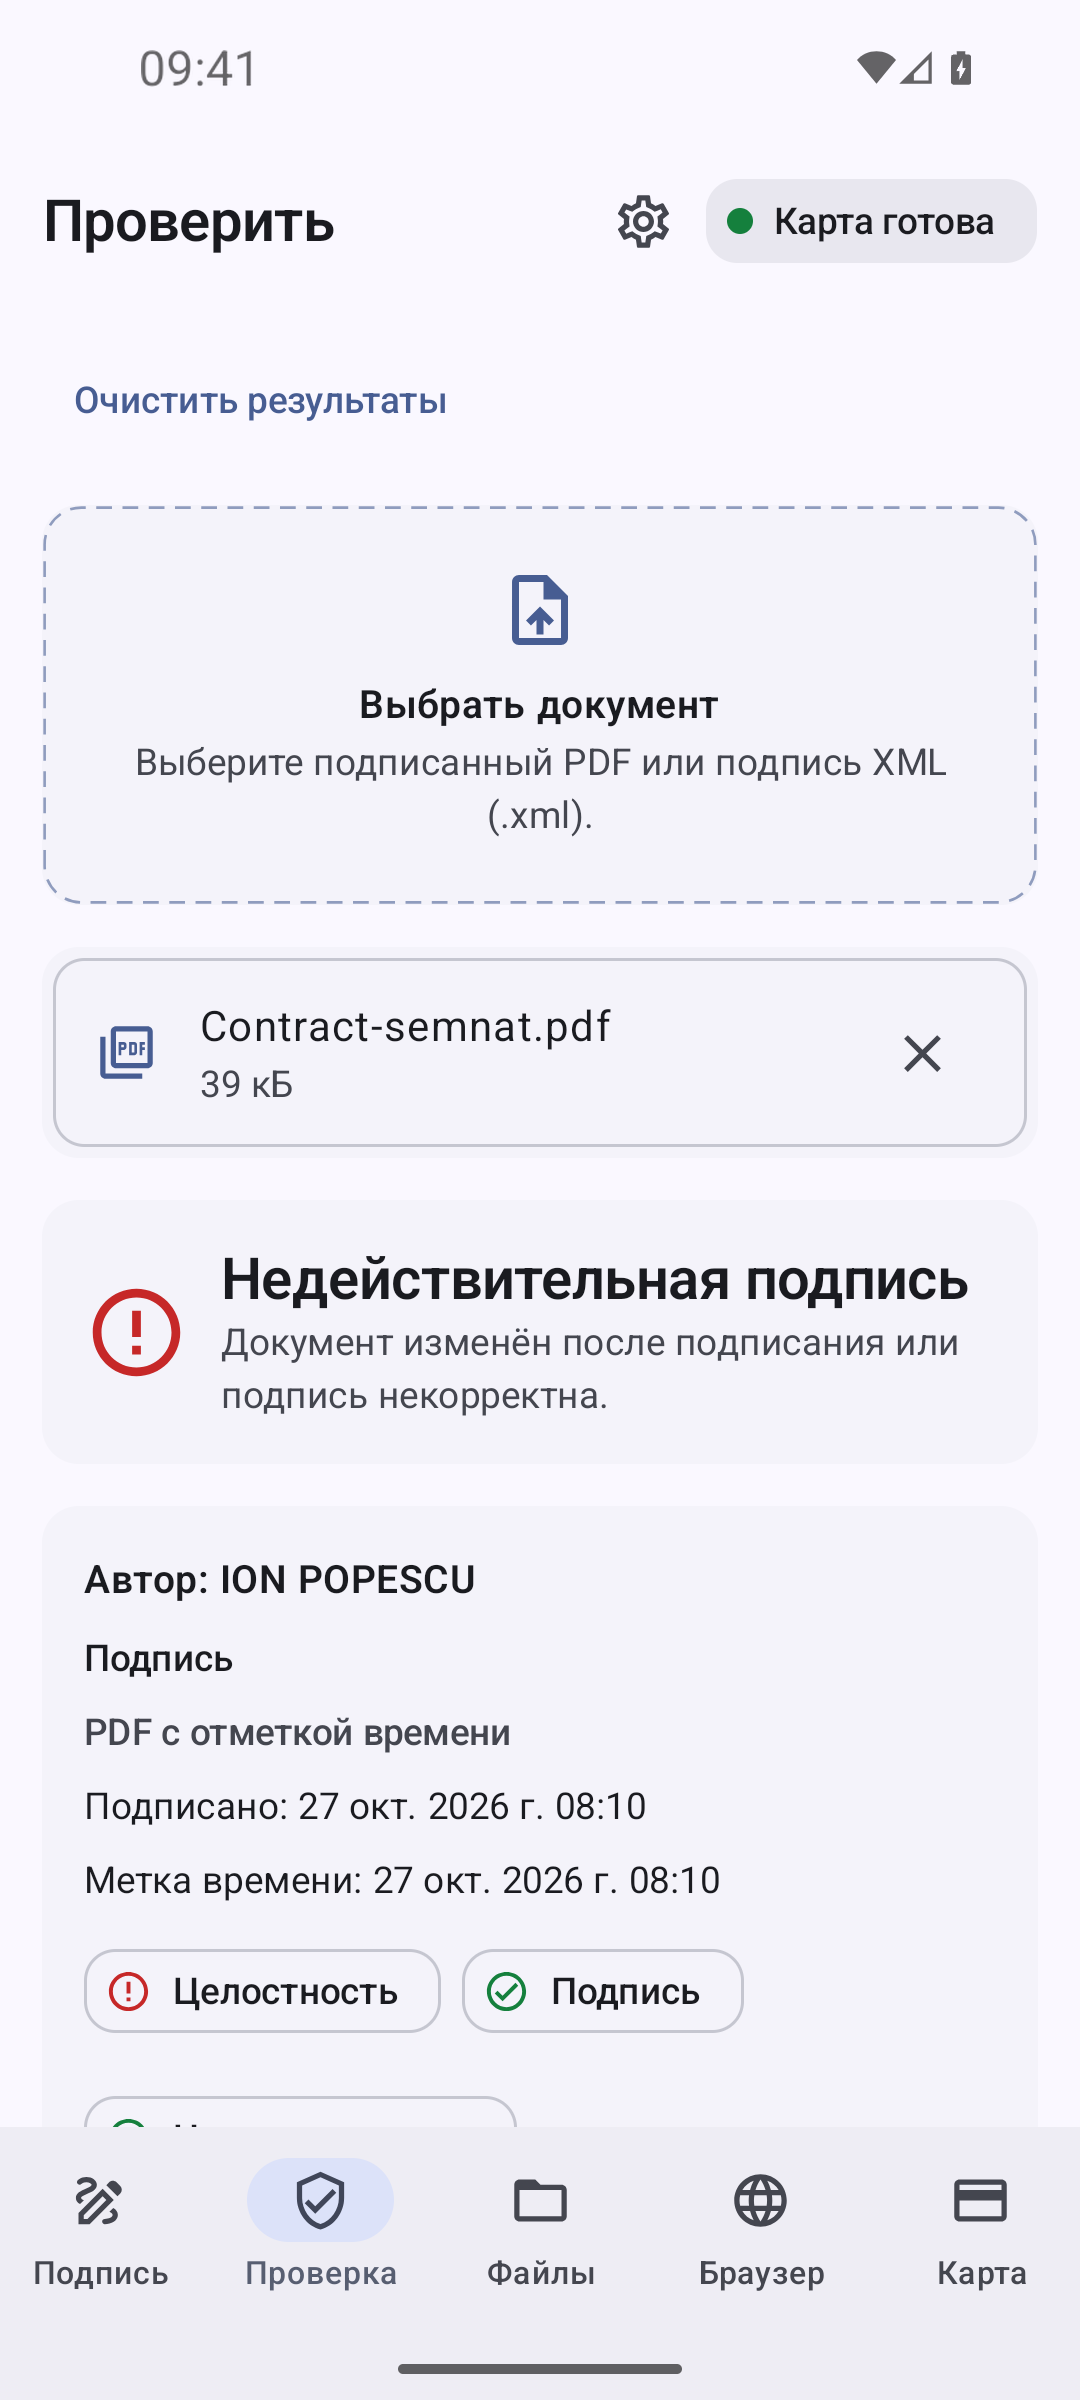 09:41
Проверить
Карта готова
Очистить результаты
Выбрать документ
Выберите подписанный PDF или подпись XML
(.xml).
PDF
Contract-semnat.pdf
39 кБ
Недействительная подпись
Документ изменён после подписания или
подпись некорректна.
Автор: ION POPESCU
Подпись
PDF с отметкой времени
Подписано: 27 окт. 2026 г. 08:10
Метка времени: 27 окт. 2026 г. 08:10
Целостность
Подпись
Подпись
Проверка
Файлы
Браузер
Карта